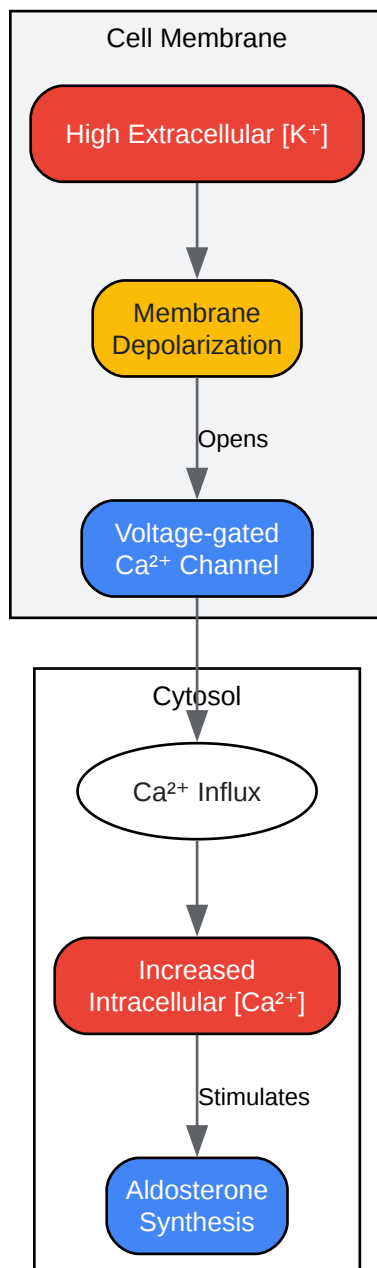 Cell Membrane
High Extracellular [K⁺]
Membrane
Depolarization
Opens
Voltage-gated
Ca²⁺ Channel
Cytosol
Ca²⁺ Influx
Increased
Intracellular [Ca²⁺]
Stimulates
Aldosterone
Synthesis